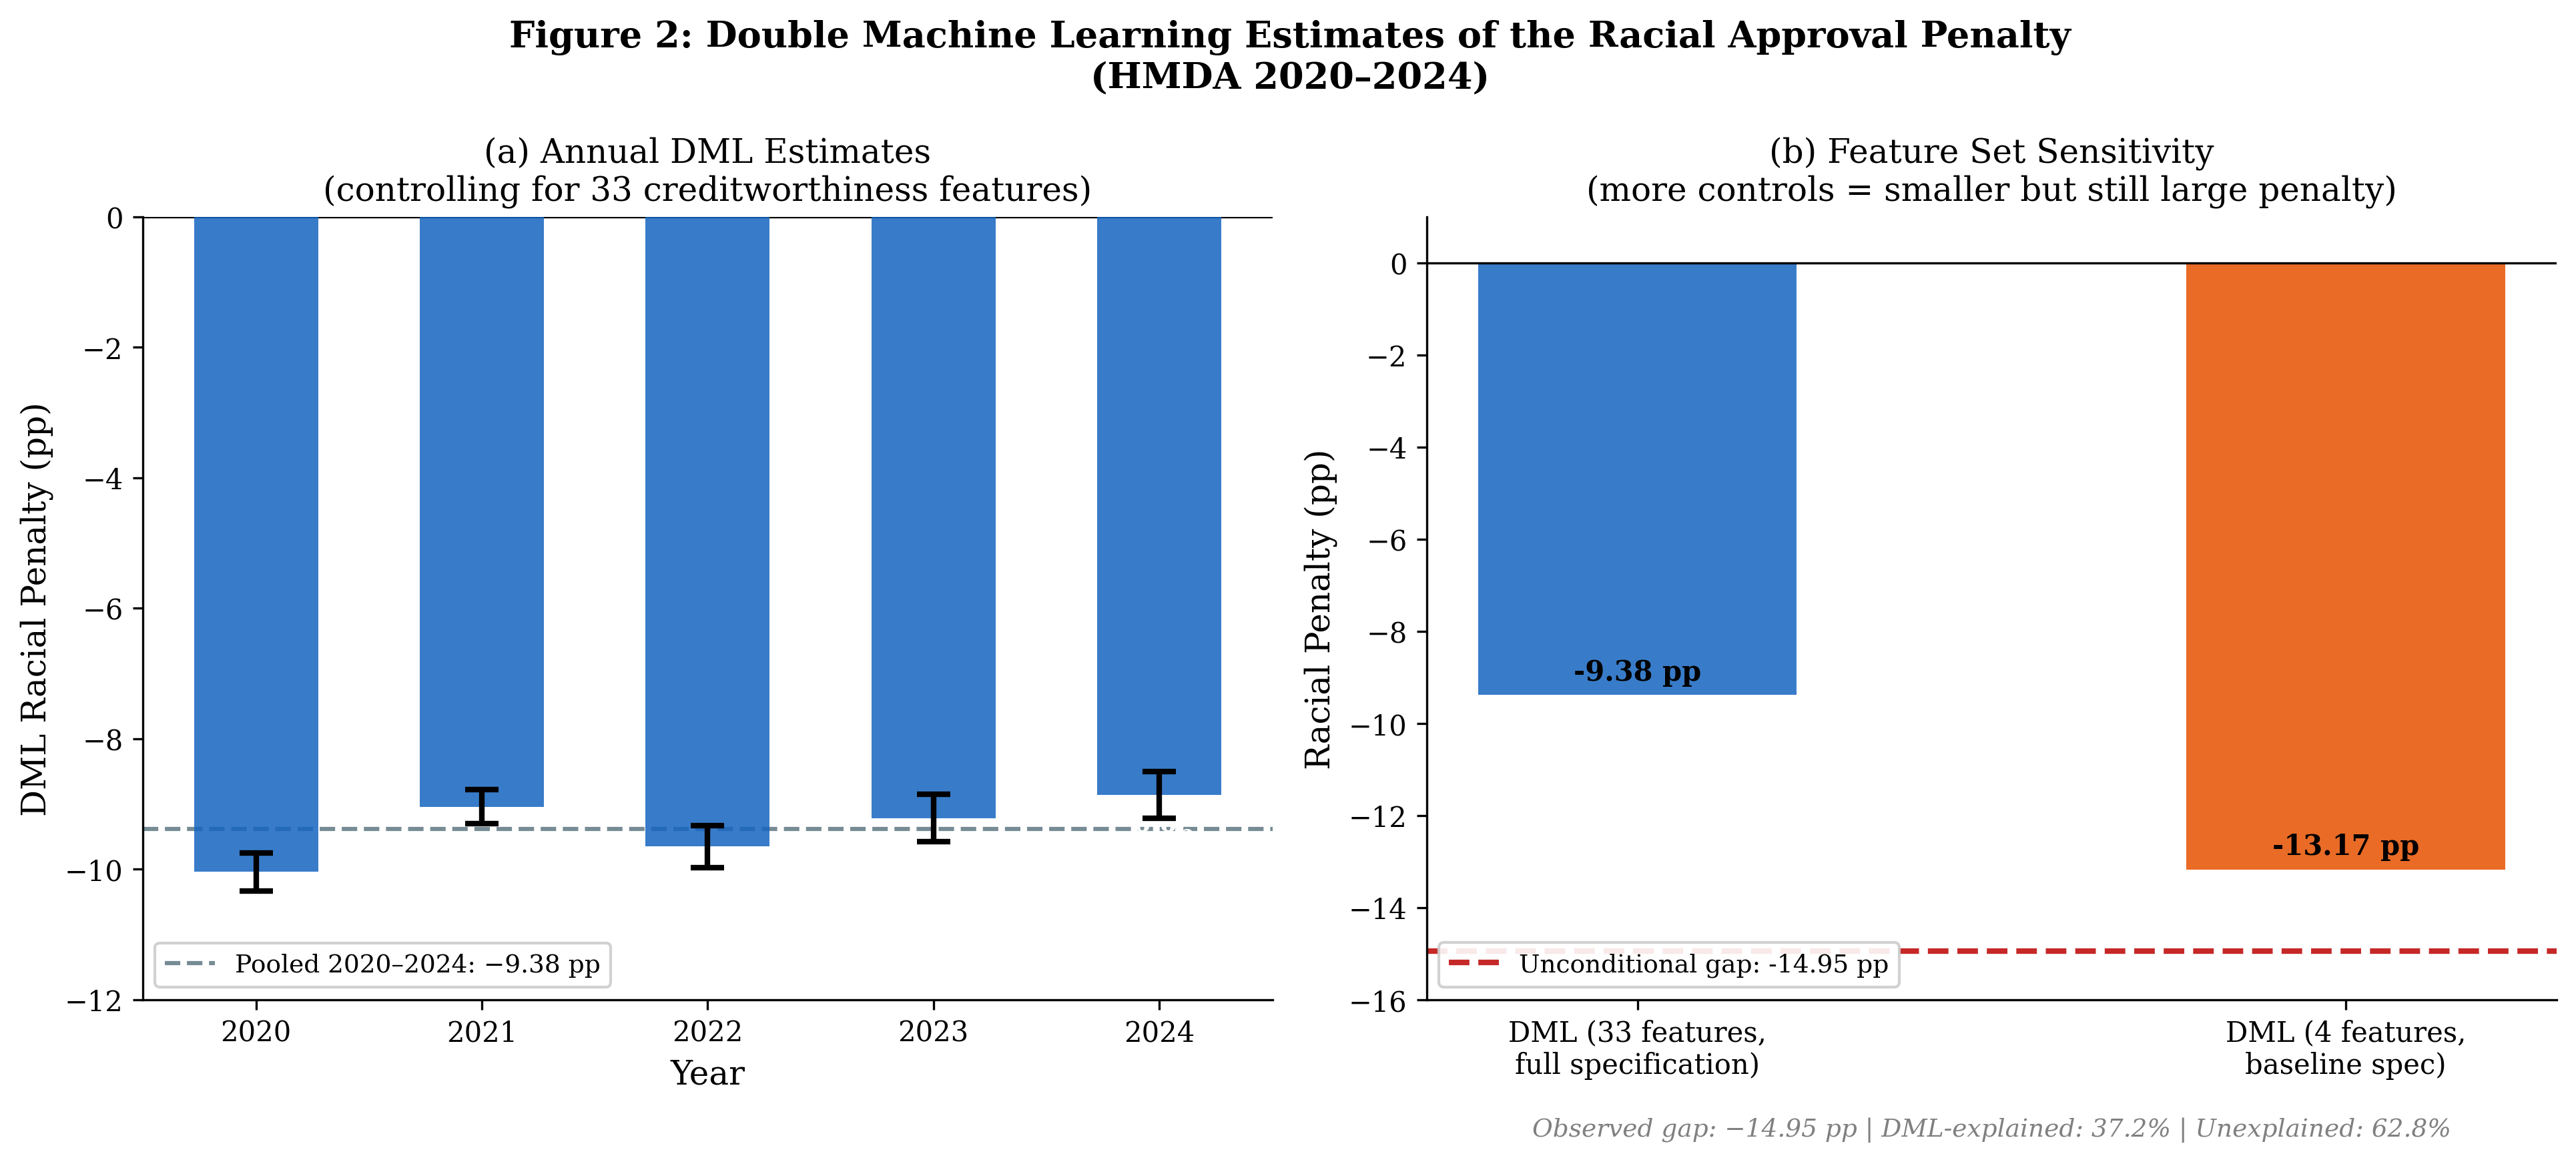 Figure 2: Double Machine Learning Estimates of the Racial Approval Penalty
(HMDA 2020–2024)
(a) Annual DML Estimates
(controlling for 33 creditworthiness features)
DML Racial Penalty (pp)
0
−2
−4
−6
−8
−10
−12
Pooled 2020–2024: −9.38 pp
2020
2021
2022
2023
2024
Year
(b) Feature Set Sensitivity
(more controls = smaller but still large penalty)
Racial Penalty (pp)
0
−2
−4
−6
−8
−10
−12
−14
−16
-9.38 pp
-13.17 pp
Unconditional gap: -14.95 pp
DML (33 features,
full specification)
DML (4 features,
baseline spec)
Observed gap: −14.95 pp | DML-explained: 37.2% | Unexplained: 62.8%